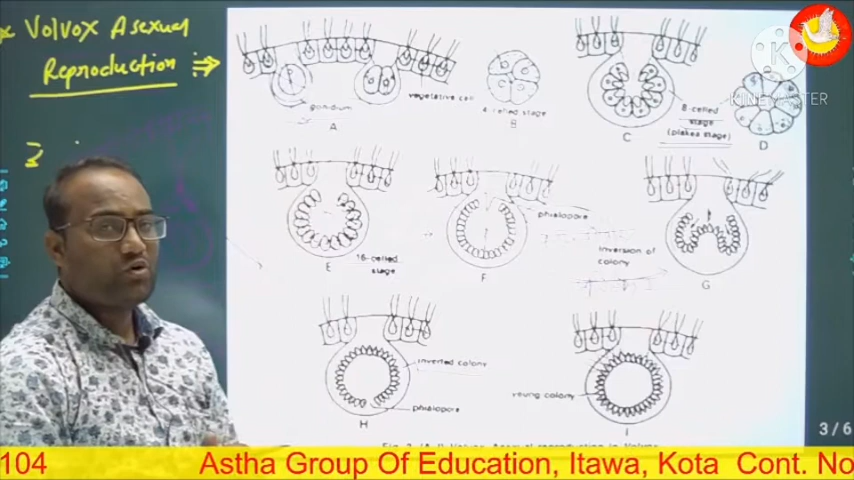 Volvox Asexual
Reproduction
gonidium
vegetative cell
A
4-celled stage
B
C
8-celled
stage
(plakea stage)
D
E
16-celled
stage
F
phialopore
inversion of
colony
G
inverted colony
phialopore
H
young colony
I
KINEMASTER
3/6
104
Astha Group Of Education, Itawa, Kota Cont. No